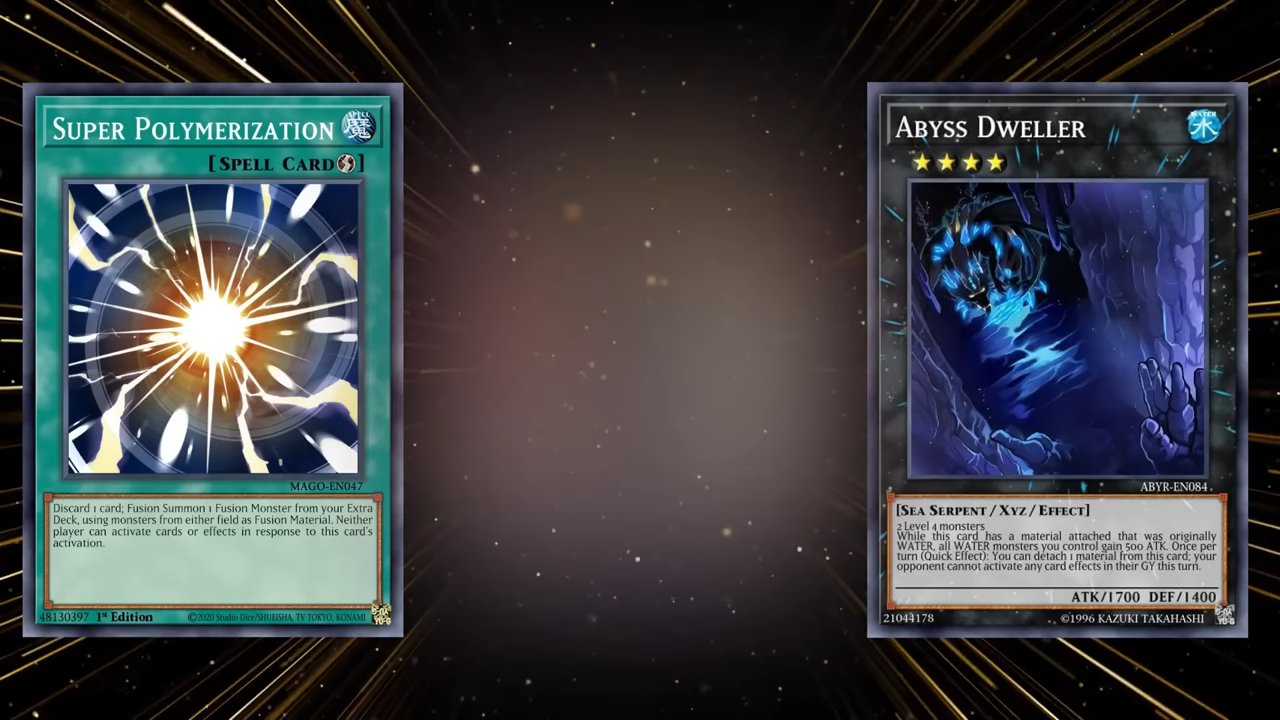 SUPER POLYMERIZATION
魔
[SPELL CARD]
MAGO-EN047
Discard 1 card; Fusion Summon 1 Fusion Monster from your Extra
Deck, using monsters from either field as Fusion Material. Neither
player can activate cards or effects in response to this card's
activation.
48130397 1st Edition ©2020 Studio Dice/SHUEISHA, TV TOKYO, KONAMI
ABYSS DWELLER
WATER
水
ABYR-EN084
[SEA SERPENT / XYZ / EFFECT]
2 Level 4 monsters
While this card has a material attached that was originally
WATER, all WATER monsters you control gain 500 ATK. Once per
turn (Quick Effect): You can detach 1 material from this card; your
opponent cannot activate any card effects in their GY this turn.
ATK/1700 DEF/1400
21044178 ©1996 KAZUKI TAKAHASHI